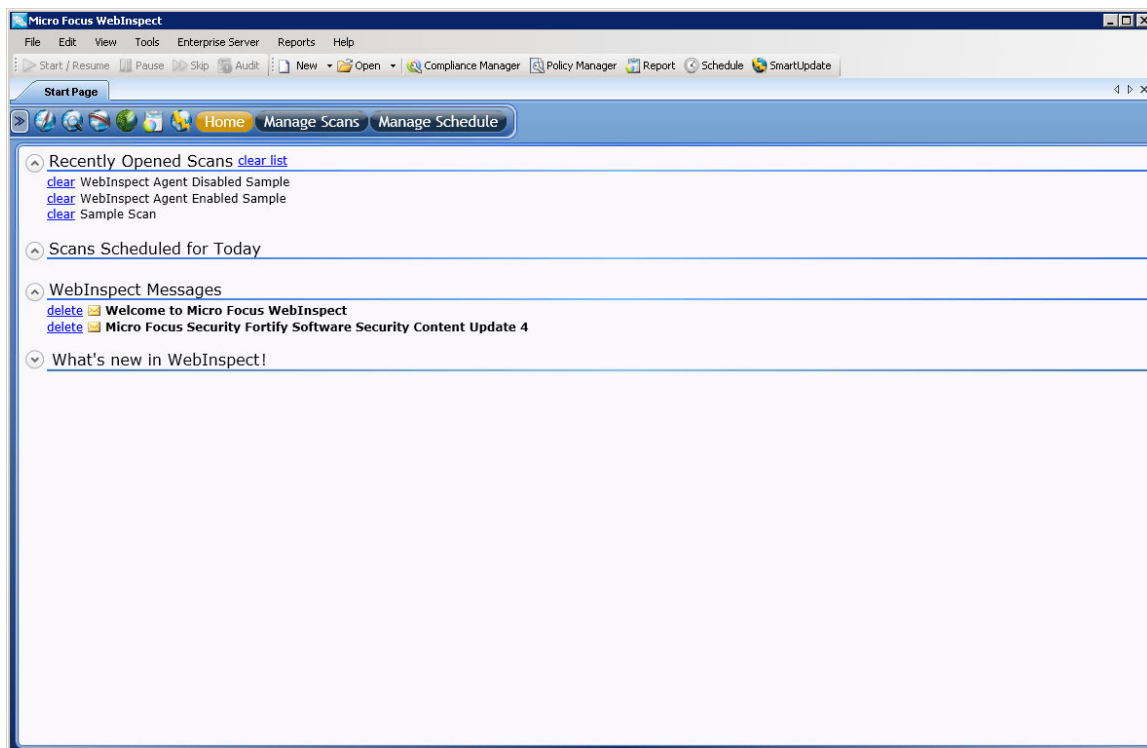 Micro Focus WebInspect
File Edit View Tools Enterprise Server Reports Help
Start / Resume Pause Skip Audit New Open Compliance Manager Policy Manager Report Schedule SmartUpdate
Start Page
Home Manage Scans Manage Schedule
Recently Opened Scans clear list
clear WebInspect Agent Disabled Sample
clear WebInspect Agent Enabled Sample
clear Sample Scan
Scans Scheduled for Today
WebInspect Messages
delete Welcome to Micro Focus WebInspect
delete Micro Focus Security Fortify Software Security Content Update 4
What's new in WebInspect!